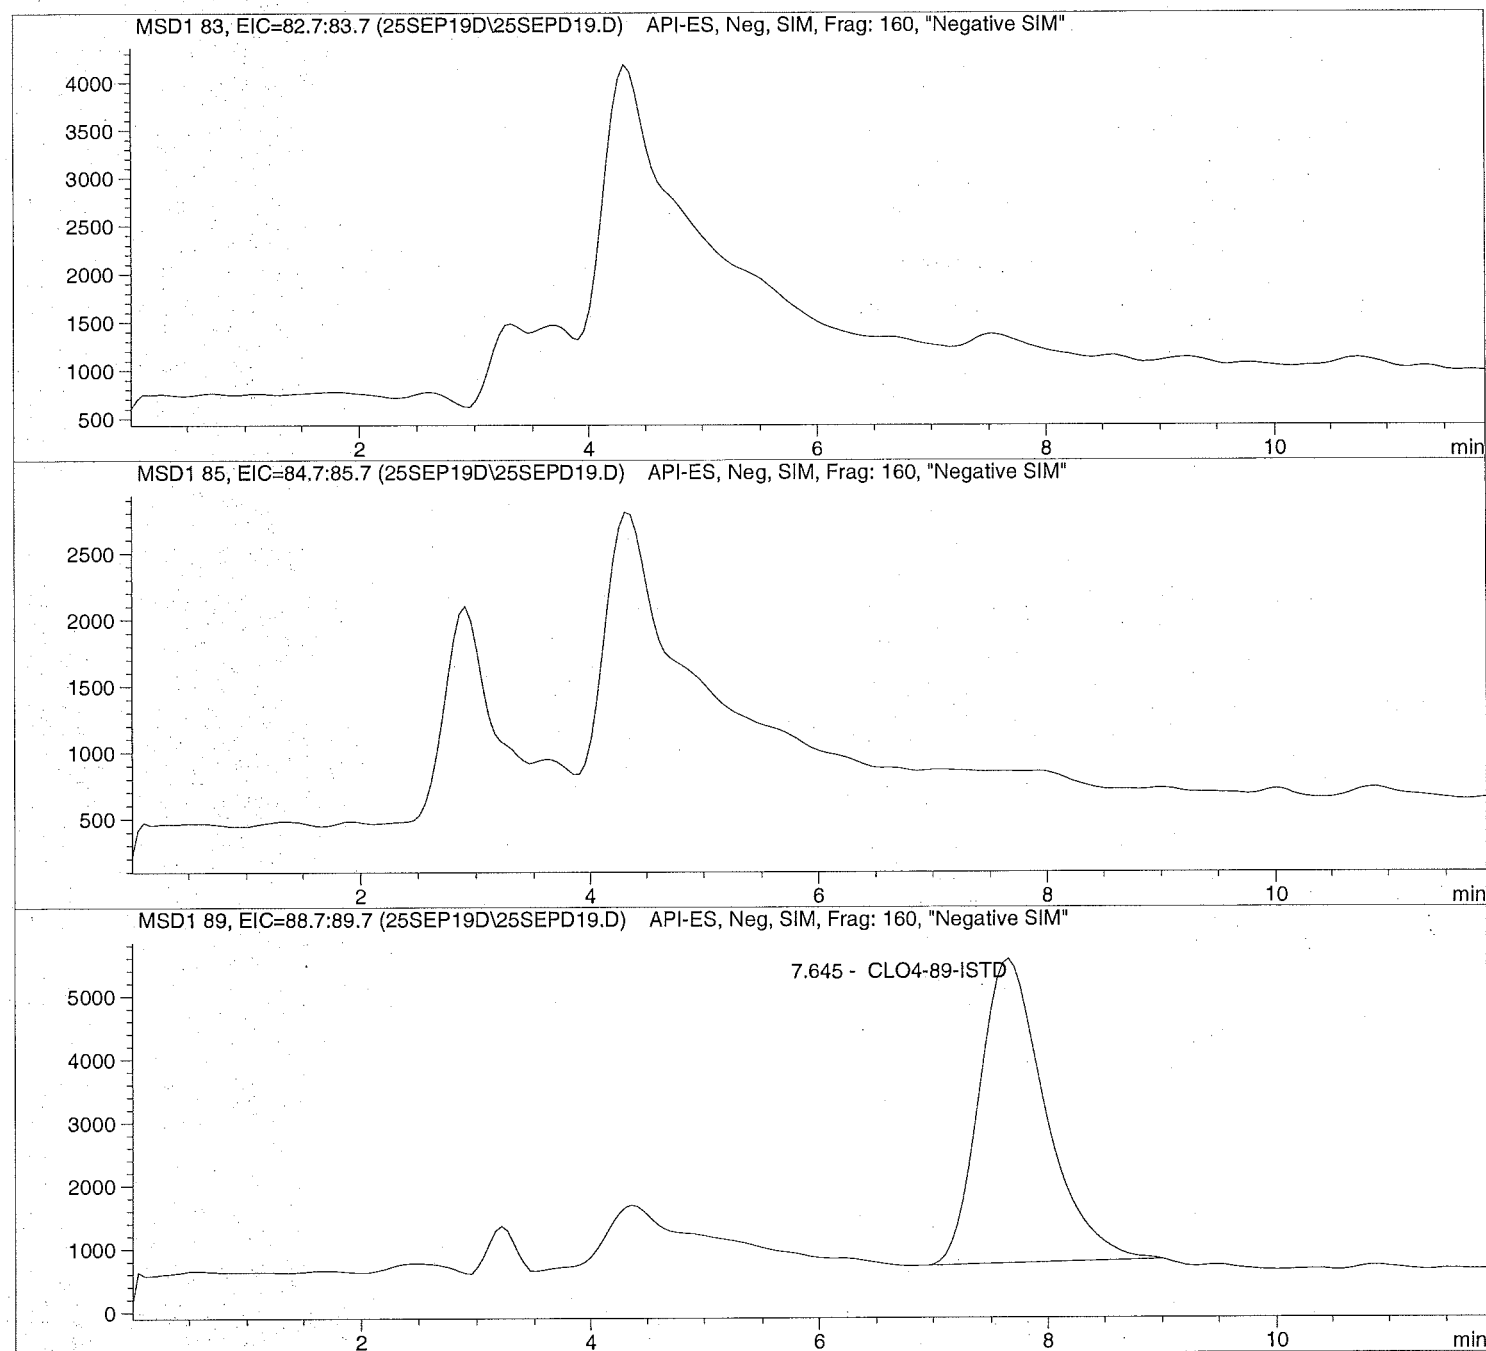 MSD1 83, EIC=82.7:83.7 (25SEP19D\25SEPD19.D) API-ES, Neg, SIM, Frag: 160, "Negative SIM"
4000
3500
3000
2500
2000
1500
1000
500
2 4 6 8 10 min
MSD1 85, EIC=84.7:85.7 (25SEP19D\25SEPD19.D) API-ES, Neg, SIM, Frag: 160, "Negative SIM"
2500
2000
1500
1000
500
2 4 6 8 10 min
MSD1 89, EIC=88.7:89.7 (25SEP19D\25SEPD19.D) API-ES, Neg, SIM, Frag: 160, "Negative SIM"
7.645 - CLO4-89-ISTD
5000
4000
3000
2000
1000
0
2 4 6 8 10 min